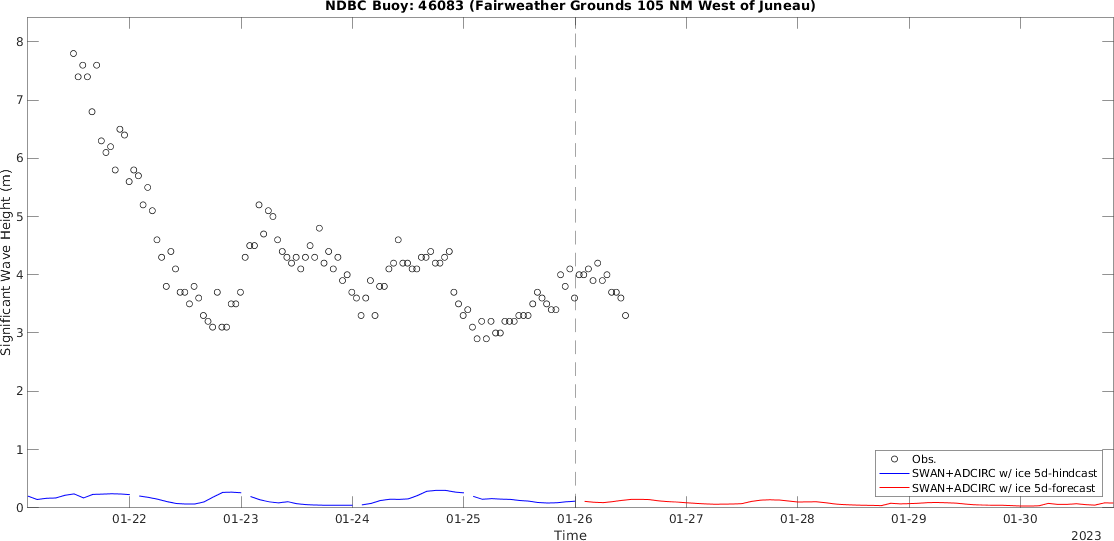 NDBC Buoy: 46083 (Fairweather Grounds 105 NM West of Juneau)
Significant Wave Height (m)
8
7
6
5
4
3
2
1
0
Obs.
SWAN+ADCIRC w/ ice 5d-hindcast
SWAN+ADCIRC w/ ice 5d-forecast
01-22 01-23 01-24 01-25 01-26 01-27 01-28 01-29 01-30
Time
2023